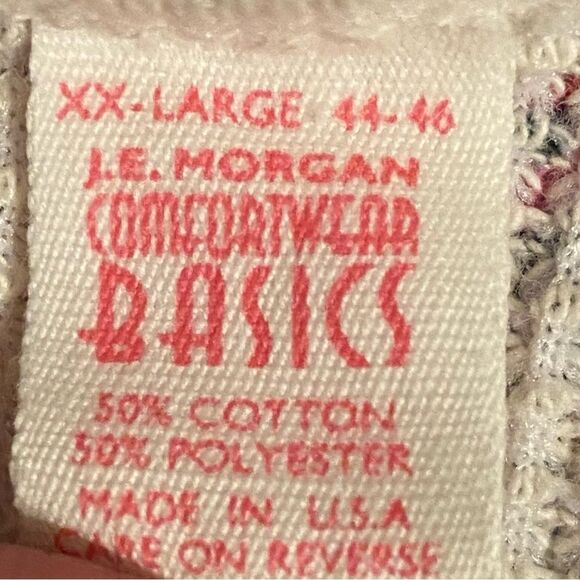 XX-LARGE 44-46
J.E. MORGAN
COMFORTWEAR
BASICS
50% COTTON
50% POLYESTER
MADE IN U.S.A
CARE ON REVERSE